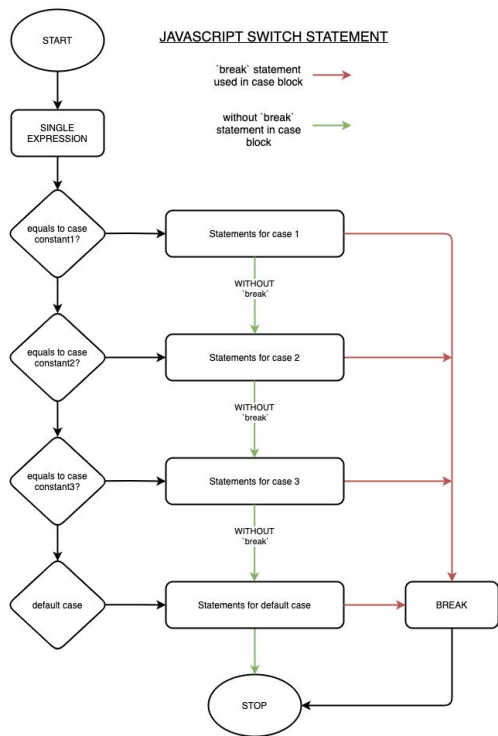 START
JAVASCRIPT SWITCH STATEMENT
`break` statement
used in case block
without `break`
statement in case
block
SINGLE
EXPRESSION
equals to case
constant1?
Statements for case 1
WITHOUT
`break`
equals to case
constant2?
Statements for case 2
WITHOUT
`break`
equals to case
constant3?
Statements for case 3
WITHOUT
`break`
default case
Statements for default case
BREAK
STOP